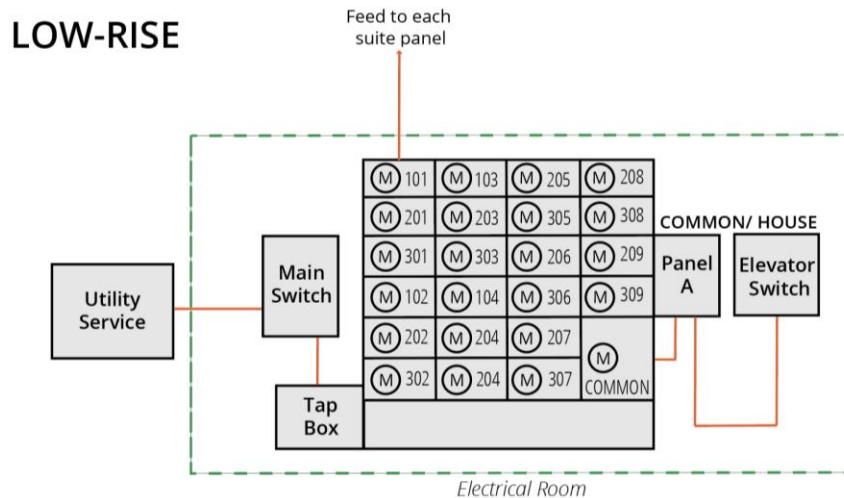 LOW-RISE
Feed to each
suite panel
M 101 M 103 M 205 M 208
M 201 M 203 M 305 M 308
COMMON/ HOUSE
M 301 M 303 M 206 M 209
M 102 M 104 M 306 M 309
M 202 M 204 M 207
M 302 M 204 M 307
M
COMMON
Utility
Service
Main
Switch
Tap
Box
Panel
A
Elevator
Switch
Electrical Room